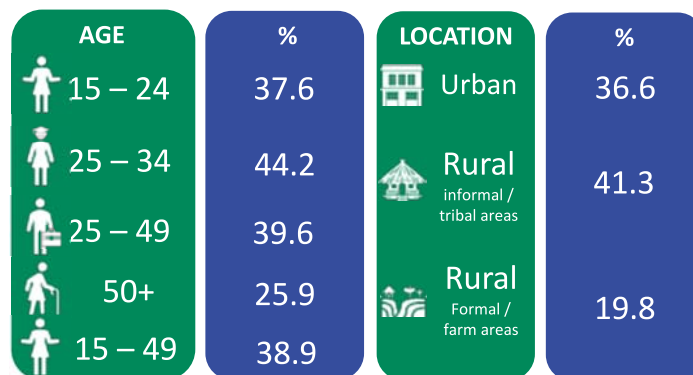 AGE
%
15 – 24
37.6
25 – 34
44.2
25 – 49
39.6
50+
25.9
15 – 49
38.9
LOCATION
%
Urban
36.6
Rural
informal /
tribal areas
41.3
Rural
Formal /
farm areas
19.8